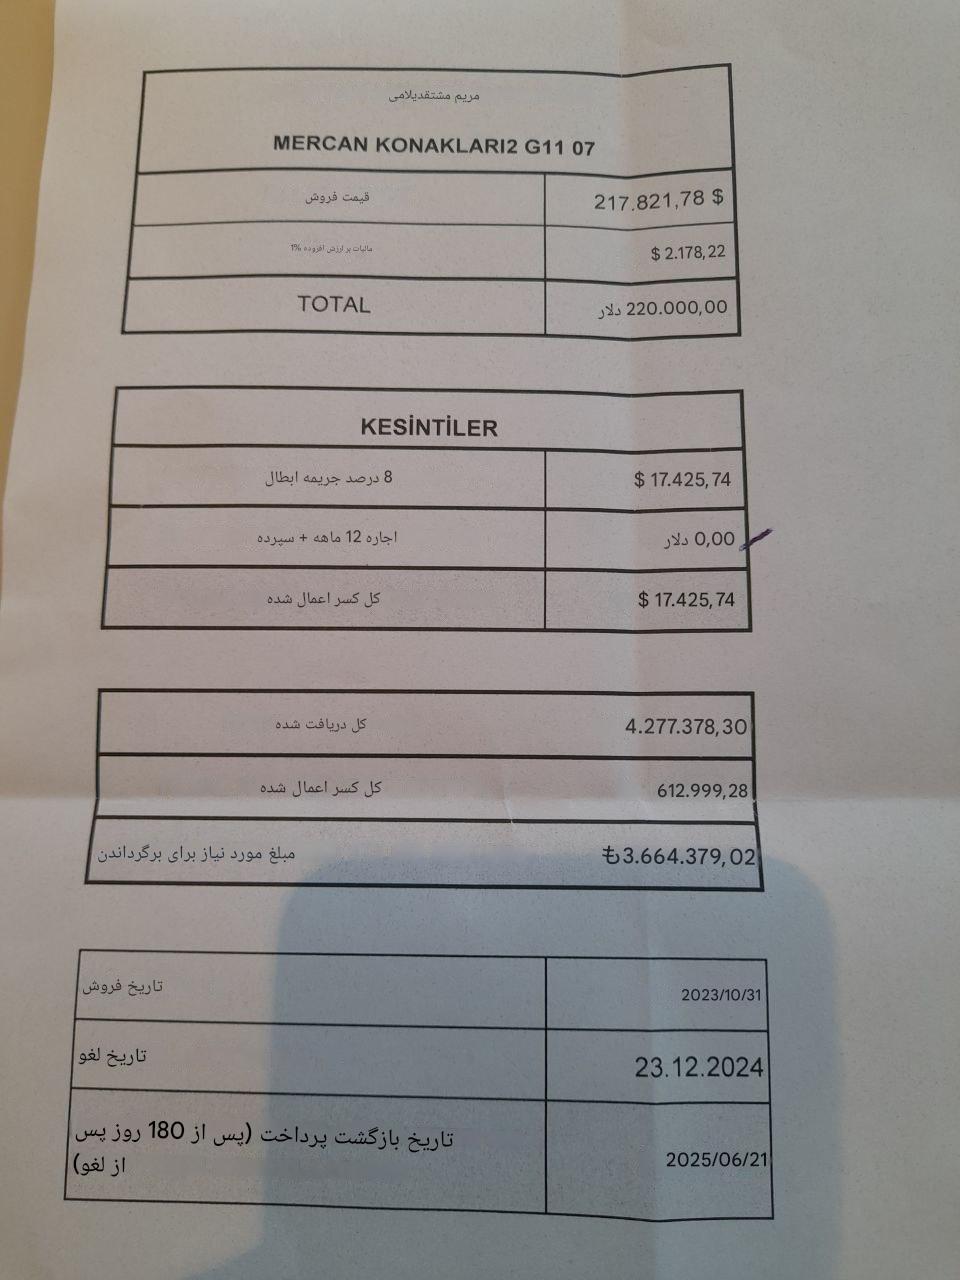 مریم مشتقدیلامی
MERCAN KONAKLARI2 G11 07
قیمت فروش 217.821,78 $
مالیات بر ارزش افزوده 1% $ 2.178,22
TOTAL 220.000,00 دلار
KESİNTİLER
8 درصد جریمه ابطال $ 17.425,74
اجاره 12 ماهه + سپرده 0,00 دلار
کل کسر اعمال شده $ 17.425,74
کل دریافت شده 4.277.378,30
کل کسر اعمال شده 612.999,28
مبلغ مورد نیاز برای برگرداندن ₺3.664.379,02
تاریخ فروش 2023/10/31
تاریخ لغو 23.12.2024
تاریخ بازگشت پرداخت (پس از 180 روز پس
از لغو) 2025/06/21